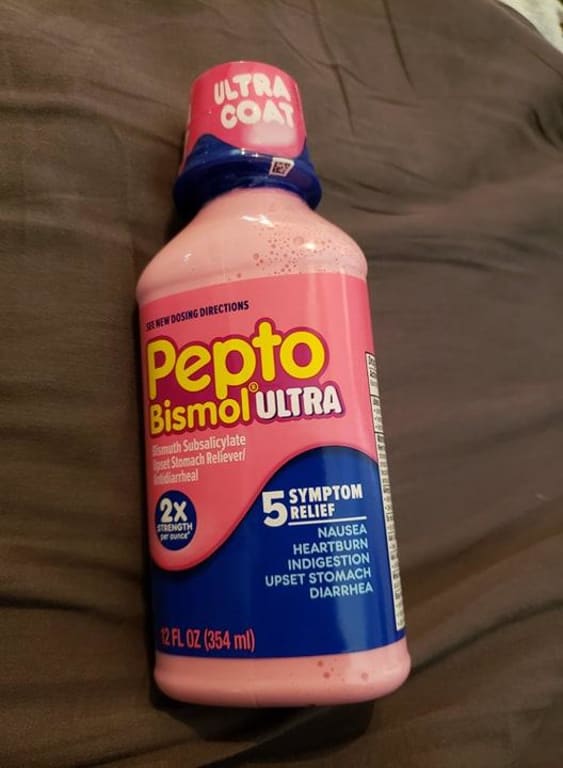 ULTRA
COAT
SEE NEW DOSING DIRECTIONS
Pepto
Bismol® ULTRA
Bismuth Subsalicylate
Upset Stomach Reliever/
Antidiarrheal
2X
STRENGTH
per ounce*
5 SYMPTOM
RELIEF
NAUSEA
HEARTBURN
INDIGESTION
UPSET STOMACH
DIARRHEA
12 FL OZ (354 ml)